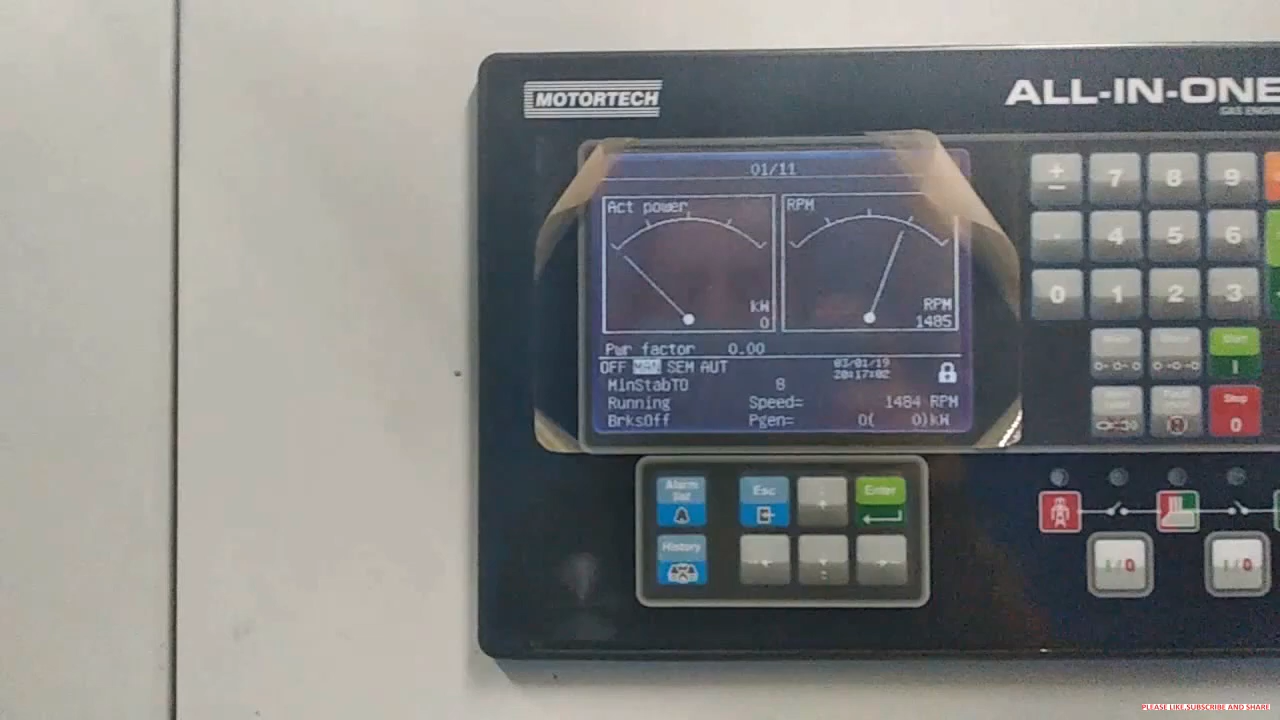 MOTORTECH
ALL-IN-ONE
GAS ENGIN
01/11
Act power
kW
0
RPM
RPM
1485
Pwr factor 0.00
OFF MAN SEM AUT
03/01/19
20:17:02
MinStabTO 8
Running Speed= 1484 RPM
BrksOff Pgen= 0( 0)kW
± 7 8 9
. 4 5 6
0 1 2 3
Start
I
Stop
0
Alarm list
Esc
Enter
History
I / O
I / O
PLEASE LIKE,SUBSCRIBE AND SHARE